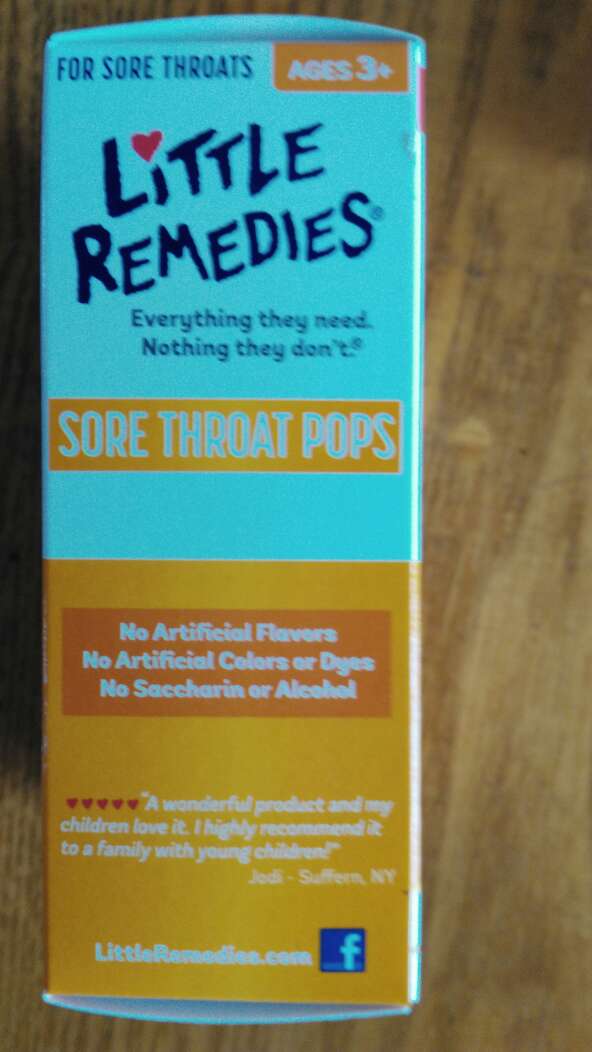 FOR SORE THROATS
AGES 3+
LiTTLE
REMEDIES®
Everything they need.
Nothing they don't.®
SORE THROAT POPS
No Artificial Flavors
No Artificial Colors or Dyes
No Saccharin or Alcohol
♥♥♥♥♥ "A wonderful product and my
children love it. I highly recommend it
to a family with young children!"
Jodi - Suffern, NY
LittleRemedies.com f